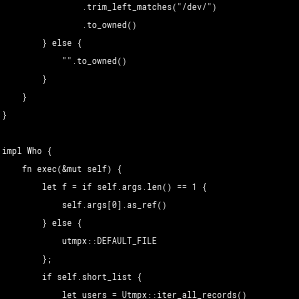 .trim_left_matches("/dev/")
.to_owned()
} else {
"".to_owned()
}
}
}
impl Who {
fn exec(&mut self) {
let f = if self.args.len() == 1 {
self.args[0].as_ref()
} else {
utmpx::DEFAULT_FILE
};
if self.short_list {
let users = Utmpx::iter_all_records()